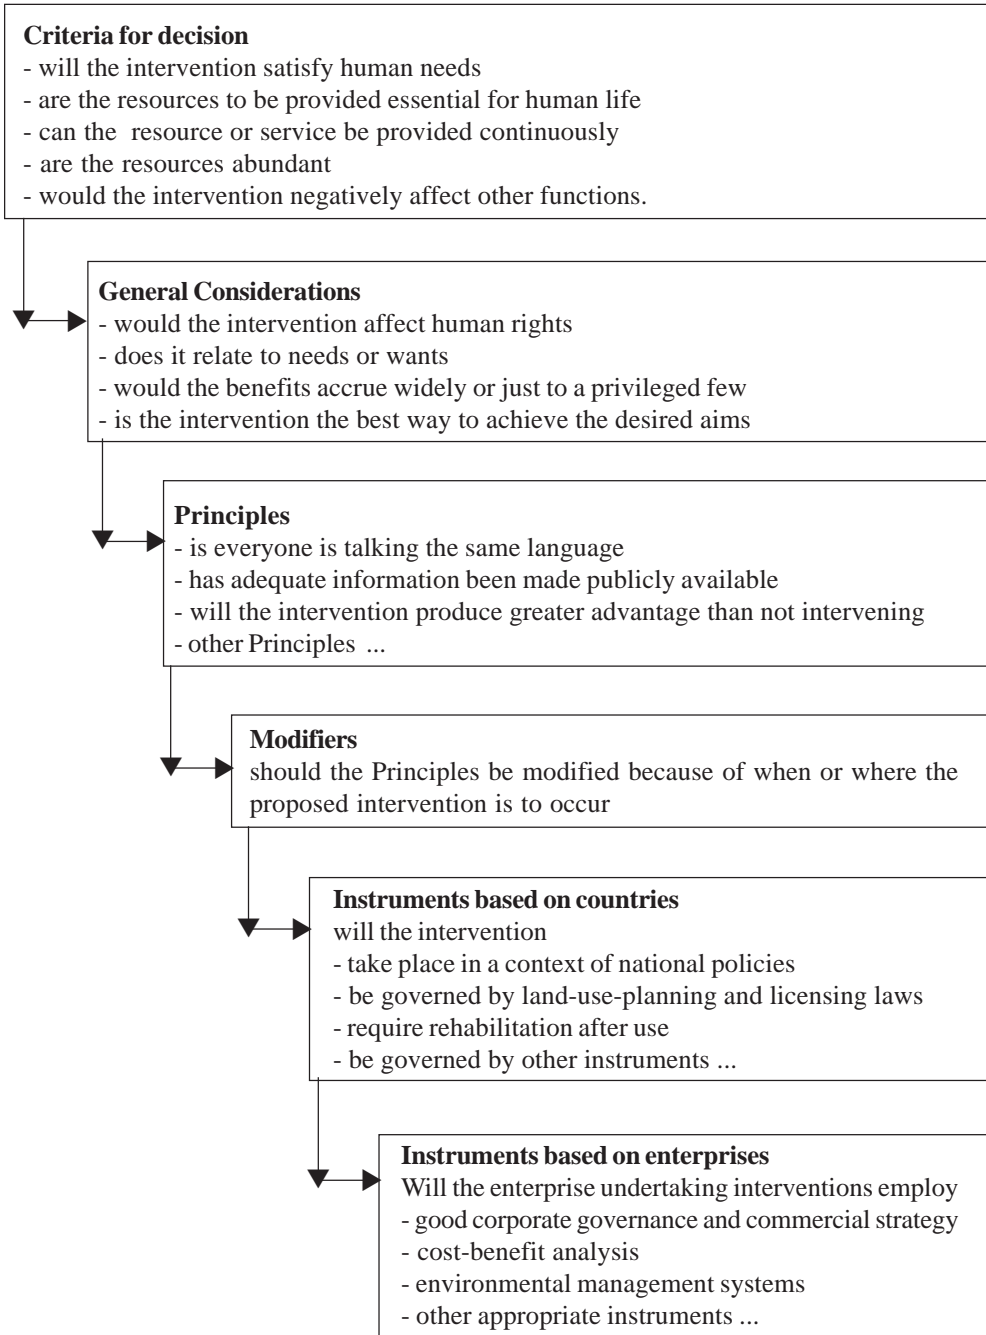 Criteria for decision
- will the intervention satisfy human needs
- are the resources to be provided essential for human life
- can the resource or service be provided continuously
- are the resources abundant
- would the intervention negatively affect other functions.
General Considerations
- would the intervention affect human rights
- does it relate to needs or wants
- would the benefits accrue widely or just to a privileged few
- is the intervention the best way to achieve the desired aims
Principles
- is everyone is talking the same language
- has adequate information been made publicly available
- will the intervention produce greater advantage than not intervening
- other Principles ...
Modifiers
should the Principles be modified because of when or where the
proposed intervention is to occur
Instruments based on countries
will the intervention
- take place in a context of national policies
- be governed by land-use-planning and licensing laws
- require rehabilitation after use
- be governed by other instruments ...
Instruments based on enterprises
Will the enterprise undertaking interventions employ
- good corporate governance and commercial strategy
- cost-benefit analysis
- environmental management systems
- other appropriate instruments ...